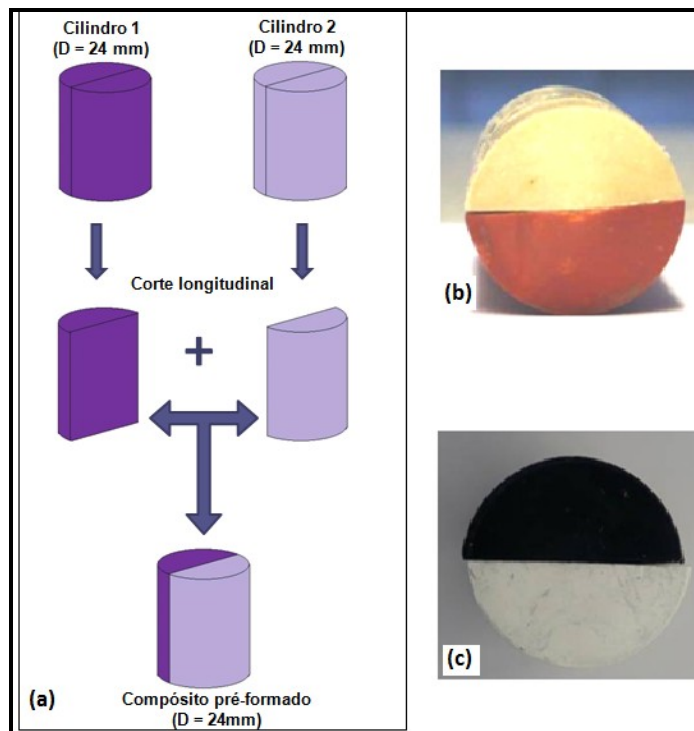 Cilindro 1
(D = 24 mm)
Cilindro 2
(D = 24 mm)
Corte longitudinal
+
Compósito pré-formado
(D = 24mm)
(a)
(b)
(c)